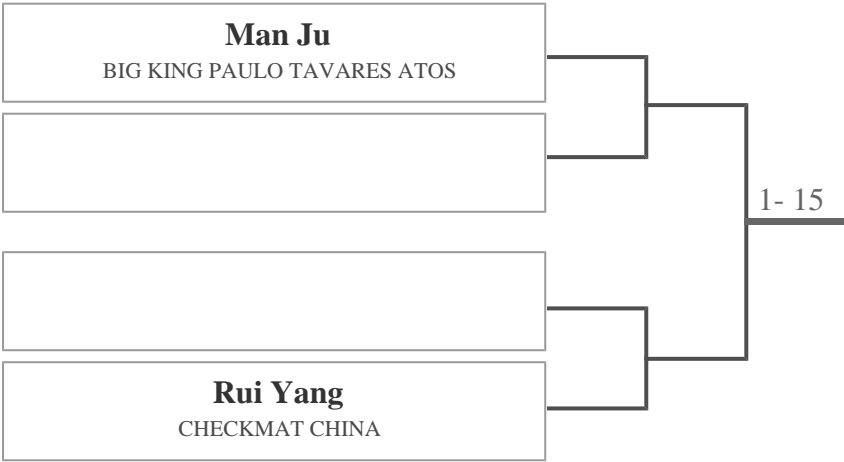 Man Ju
BIG KING PAULO TAVARES ATOS
1- 15
Rui Yang
CHECKMAT CHINA